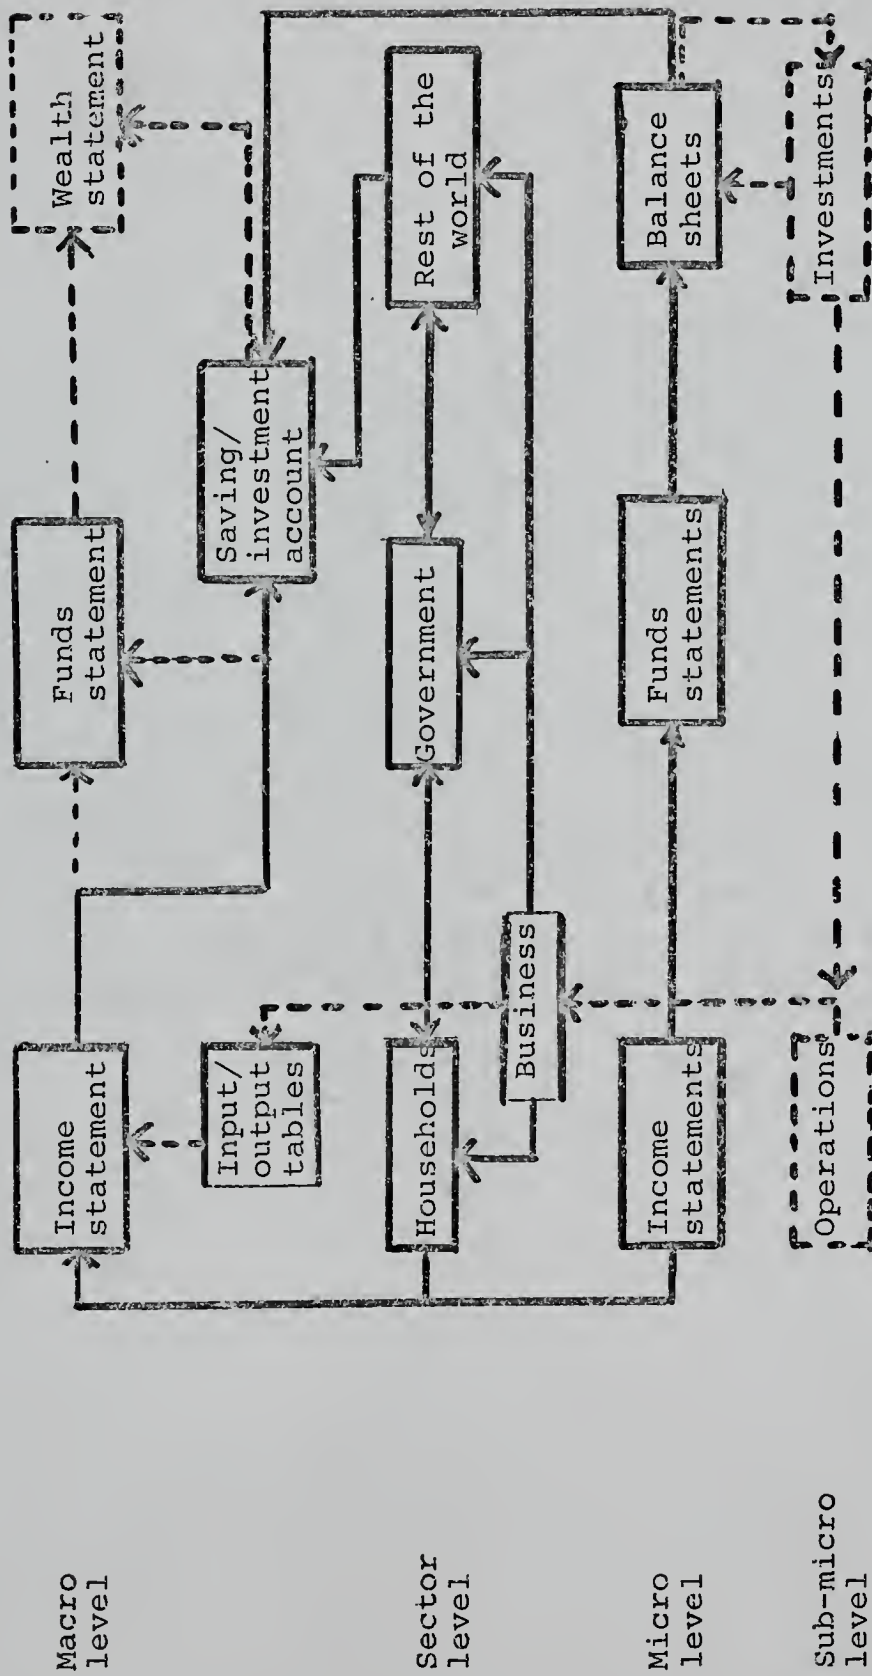 Macro
level
Income
statement
Funds
statement
Wealth
statement
Input/
output
tables
Saving/
investment
account
Sector
level
Households
Government
Rest of the
world
Business
Micro
level
Income
statements
Funds
statements
Balance
sheets
Sub-micro
level
Operations
Investments